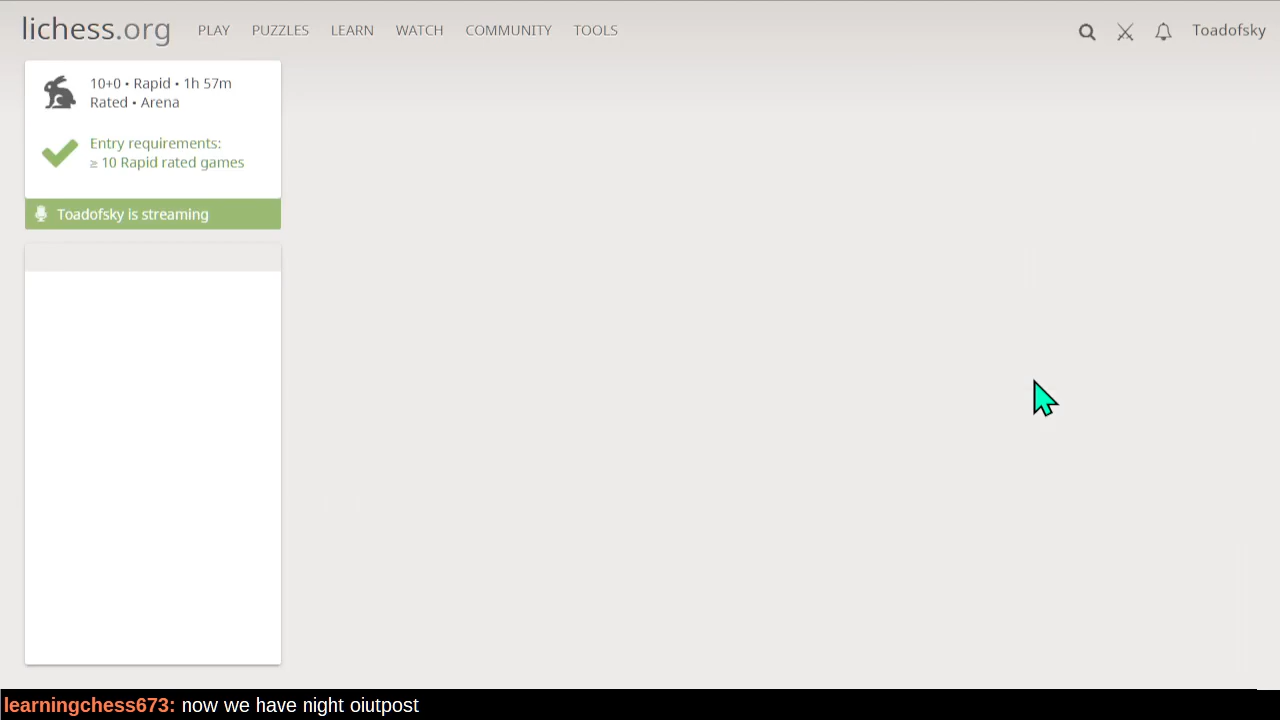 lichess.org PLAY PUZZLES LEARN WATCH COMMUNITY TOOLS Toadofsky
10+0 • Rapid • 1h 57m
Rated • Arena
Entry requirements:
≥ 10 Rapid rated games
Toadofsky is streaming
learningchess673: now we have night oiutpost